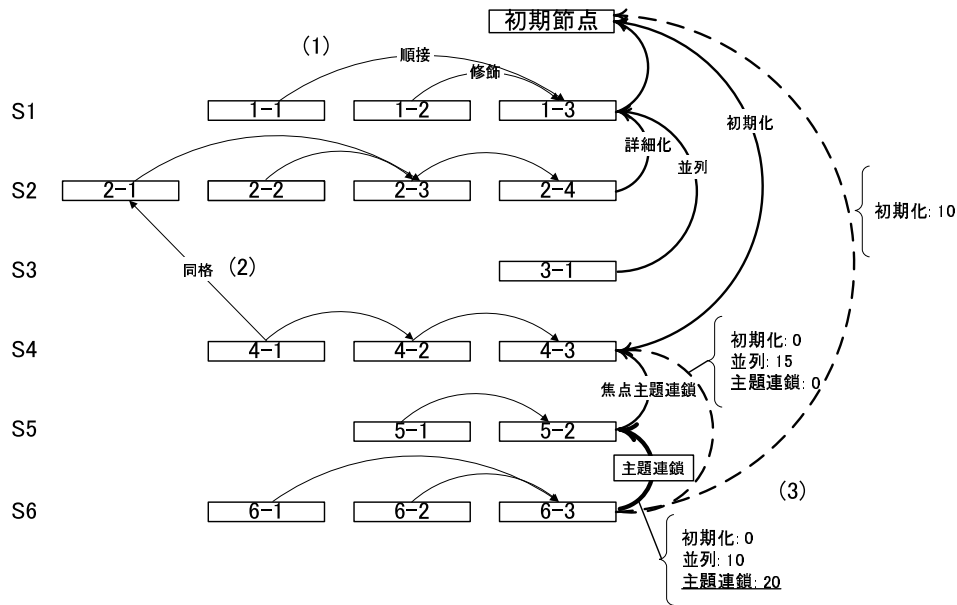 初期節点
(1)
順接
修飾
S1
1-1
1-2
1-3
初期化
詳細化
並列
S2
2-1
2-2
2-3
2-4
初期化: 10
S3
同格
(2)
3-1
S4
4-1
4-2
4-3
初期化: 0
並列: 15
主題連鎖: 0
焦点主題連鎖
S5
5-1
5-2
主題連鎖
(3)
S6
6-1
6-2
6-3
初期化: 0
並列: 10
主題連鎖: 20